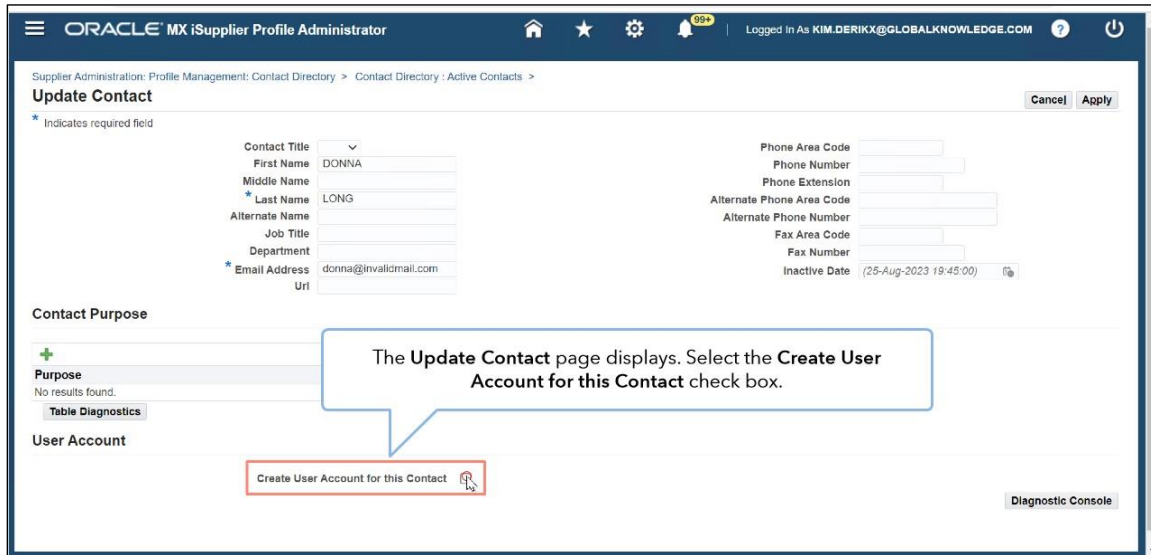 ORACLE MX iSupplier Profile Administrator
99+
Logged In As KIM.DERIKX@GLOBALKNOWLEDGE.COM
?
Supplier Administration: Profile Management: Contact Directory > Contact Directory : Active Contacts >
Update Contact
Cancel Apply
* Indicates required field
Contact Title
First Name DONNA
Middle Name
* Last Name LONG
Alternate Name
Job Title
Department
* Email Address donna@invalidmail.com
Url
Phone Area Code
Phone Number
Phone Extension
Alternate Phone Area Code
Alternate Phone Number
Fax Area Code
Fax Number
Inactive Date (25-Aug-2023 19:45:00)
Contact Purpose
Purpose
No results found.
Table Diagnostics
The Update Contact page displays. Select the Create User
Account for this Contact check box.
User Account
Create User Account for this Contact
Diagnostic Console